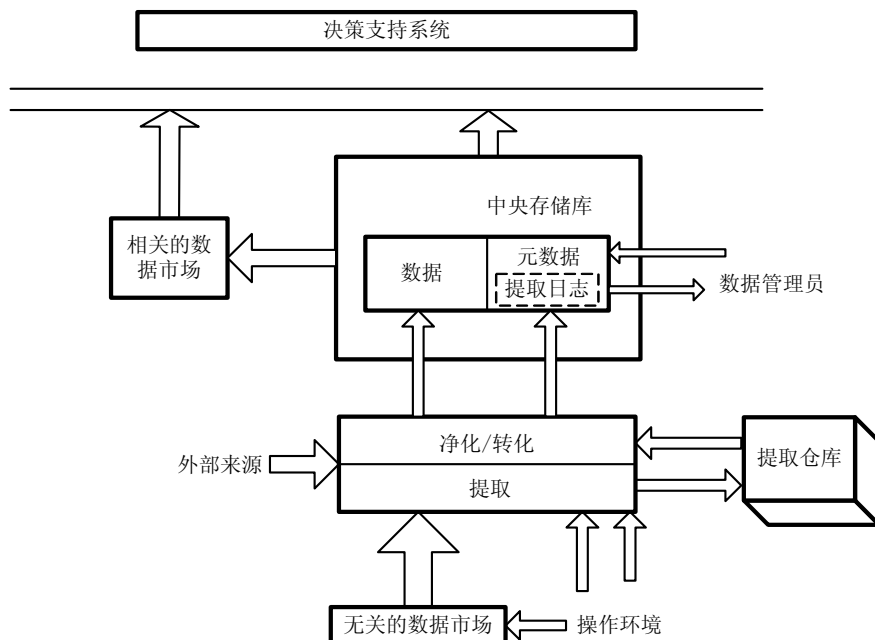 决策支持系统
中央存储库
相关的数
据市场
数据
元数据
提取日志
数据管理员
净化/转化
外部来源
提取
提取仓库
无关的数据市场
操作环境